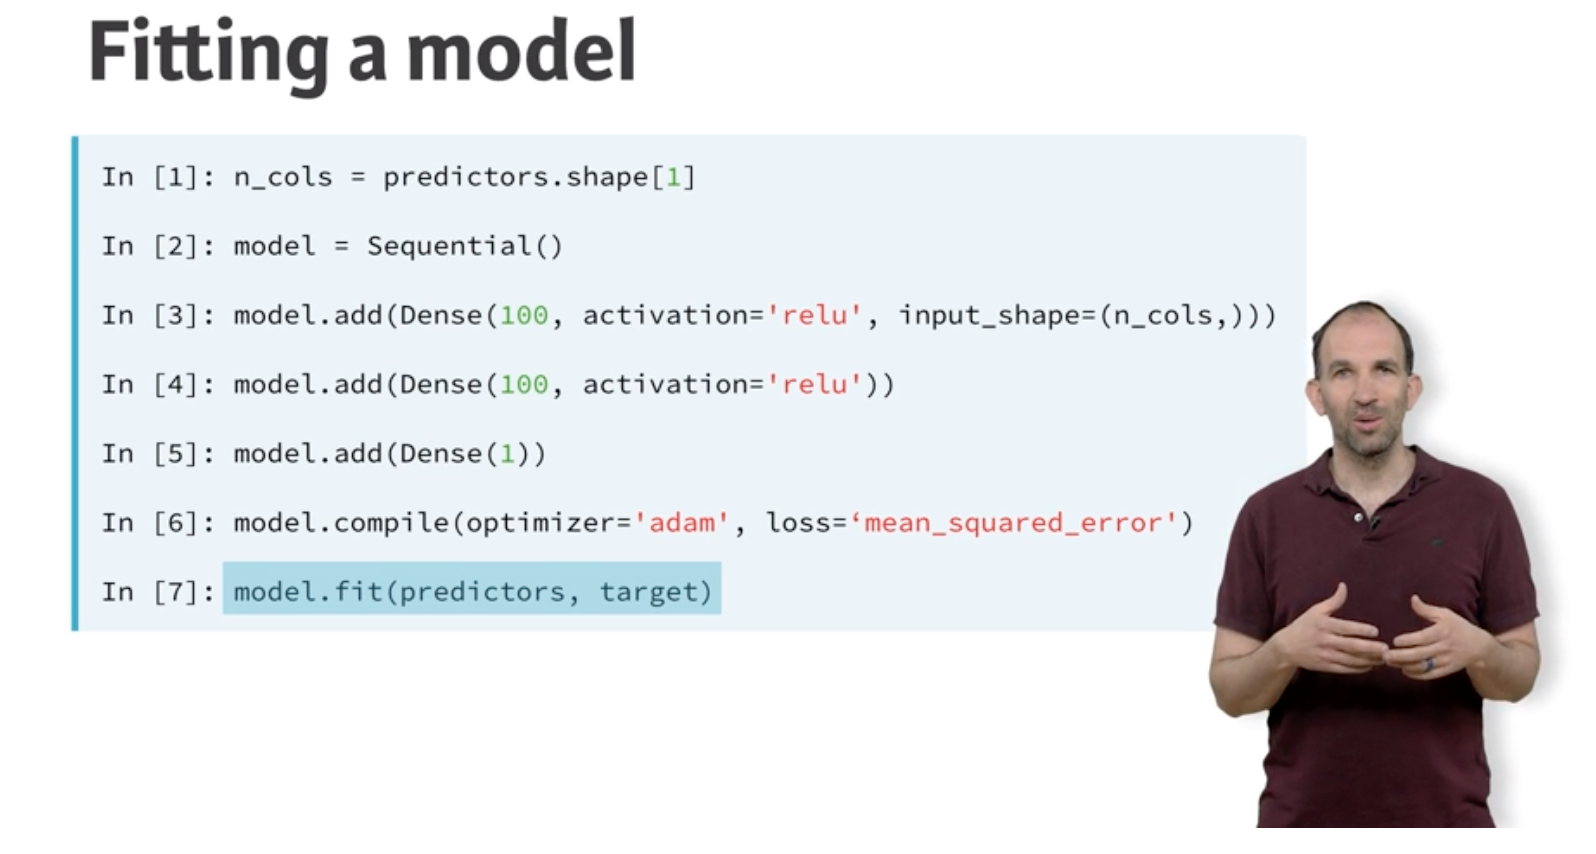 Fitting a model
In [1]: n_cols = predictors.shape[1]
In [2]: model = Sequential()
In [3]: model.add(Dense(100, activation='relu', input_shape=(n_cols,)))
In [4]: model.add(Dense(100, activation='relu'))
In [5]: model.add(Dense(1))
In [6]: model.compile(optimizer='adam', loss=‘mean_squared_error')
In [7]: model.fit(predictors, target)